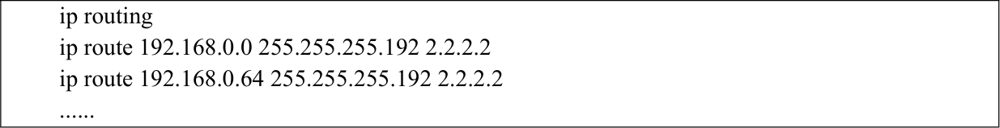 ip routing
ip route 192.168.0.0 255.255.255.192 2.2.2.2
ip route 192.168.0.64 255.255.255.192 2.2.2.2
......